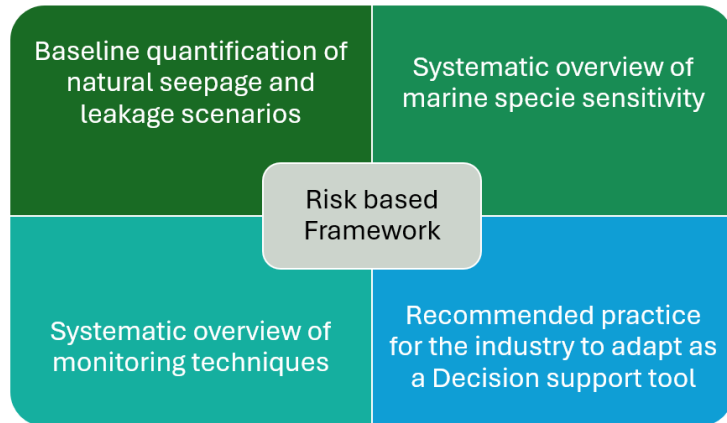 Baseline quantification of
natural seepage and
leakage scenarios
Systematic overview of
marine specie sensitivity
Risk based
Framework
Systematic overview of
monitoring techniques
Recommended practice
for the industry to adapt as
a Decision support tool